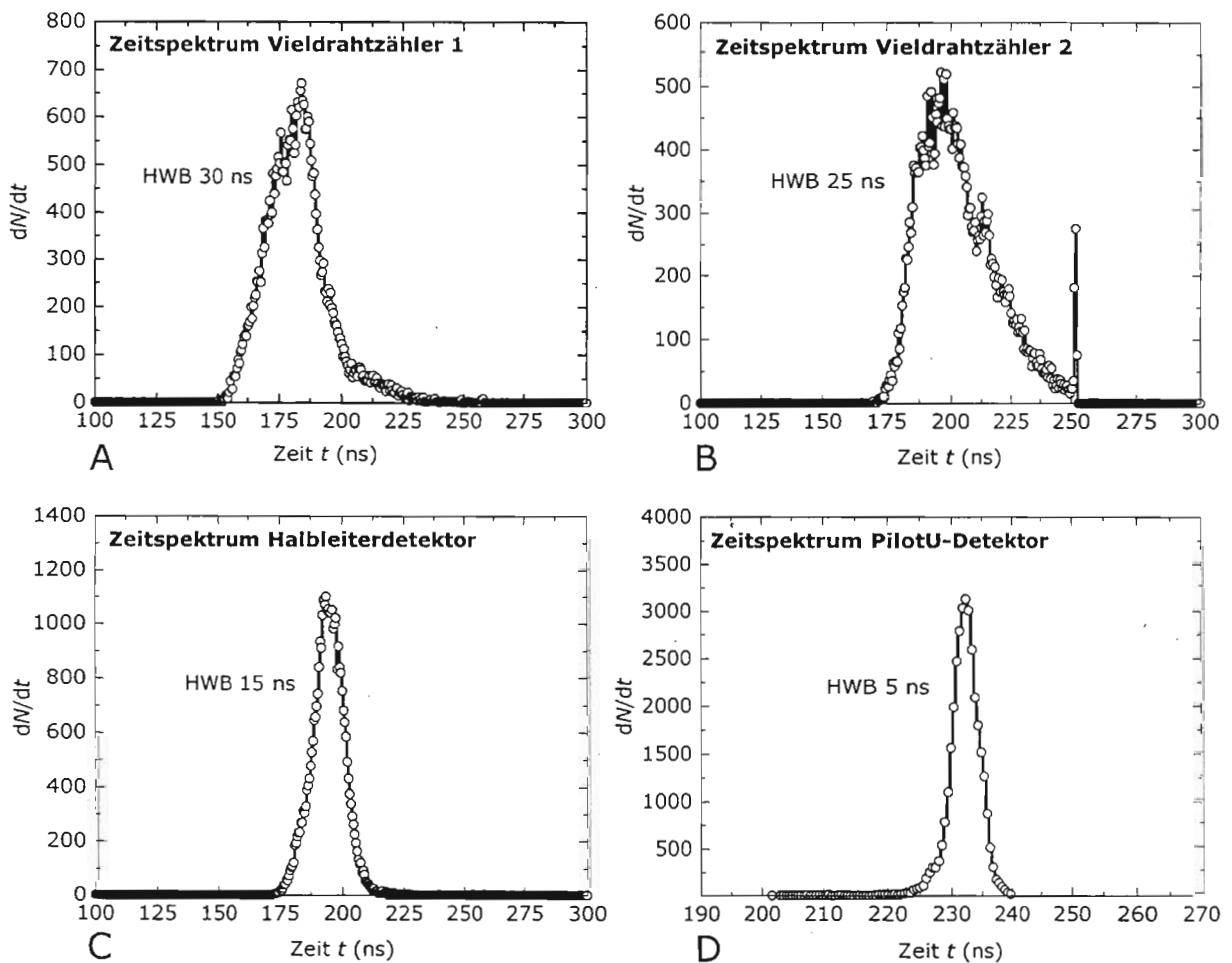 Zeitspektrum Vieldrahtzähler 1
HWB 30 ns
dN/dt
800
700
600
500
400
300
200
100
0
100 125 150 175 200 225 250 275 300
Zeit t (ns)
A
Zeitspektrum Vieldrahtzähler 2
HWB 25 ns
dN/dt
600
500
400
300
200
100
0
100 125 150 175 200 225 250 275 300
Zeit t (ns)
B
Zeitspektrum Halbleiterdetektor
HWB 15 ns
dN/dt
1400
1200
1000
800
600
400
200
0
100 125 150 175 200 225 250 275 300
Zeit t (ns)
C
Zeitspektrum PilotU-Detektor
HWB 5 ns
dN/dt
4000
3500
3000
2500
2000
1500
1000
500
190 200 210 220 230 240 250 260 270
Zeit t (ns)
D